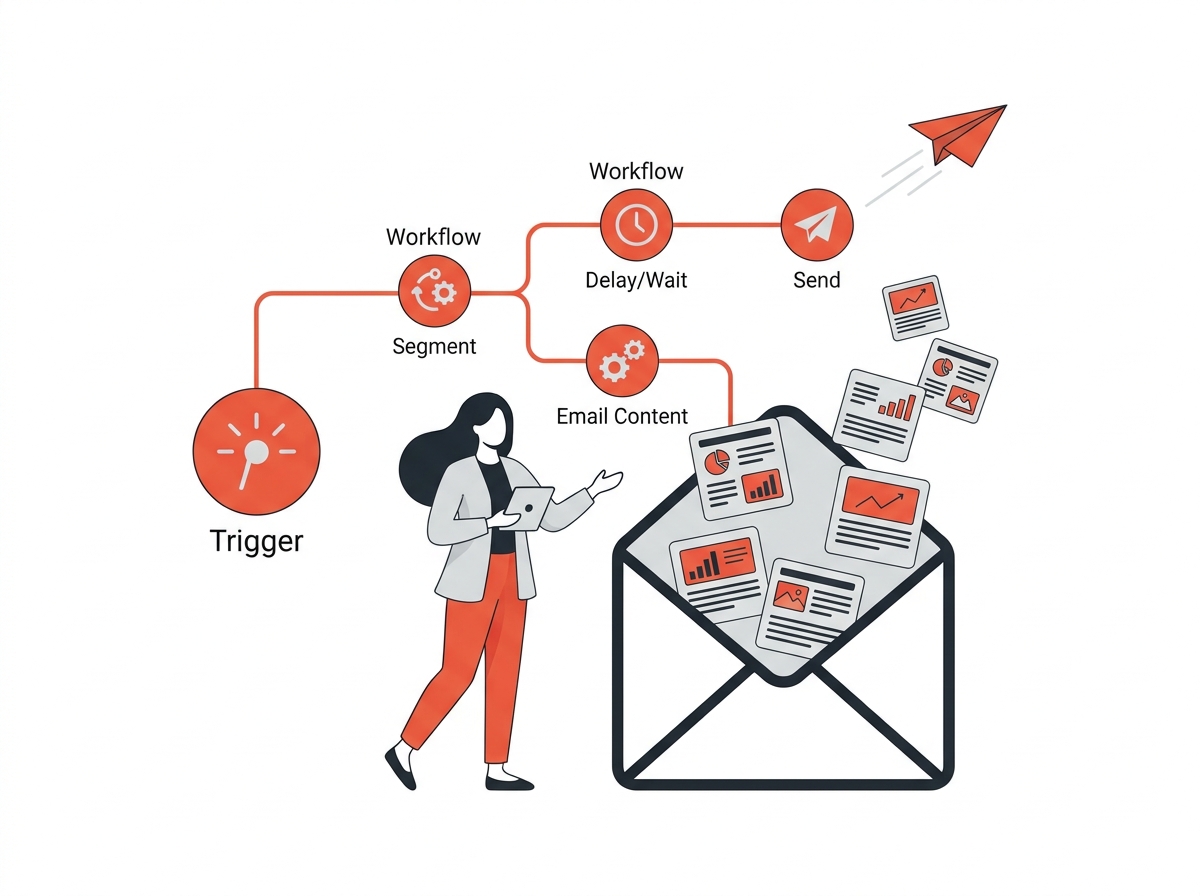 Workflow
Delay/Wait
Send
Workflow
Segment
Email Content
Trigger